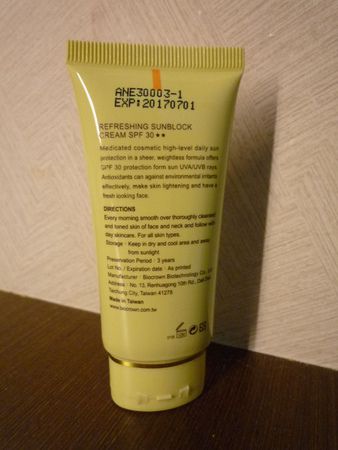 ANE30003-1
EXP:20170701
REFRESHING SUNBLOCK
CREAM SPF 30★★
Medicated cosmetic high-level daily sun
protection in a sheer, weightless formula offers
GPF 30 protection form sun UVA/UVB rays.
Antioxidants can against environmental irritants
effectively, make skin lightening and have a
fresh looking face.
DIRECTIONS
Every morning smooth over thoroughly cleansed
and toned skin of face and neck and follow with
day skincare. For all skin types.
Storage : Keep in dry and cool area and away
from sunlight
Preservation Period : 3 years
Lot No./ Expiration date : As printed
Manufacturer : Biocrown Biotechnology Co., Ltd.
Address : No. 13, Renhuagong 10th Rd., Dali Dist.,
Taichung City, Taiwan 41278
Made in Taiwan
www.biocrown.com.tw